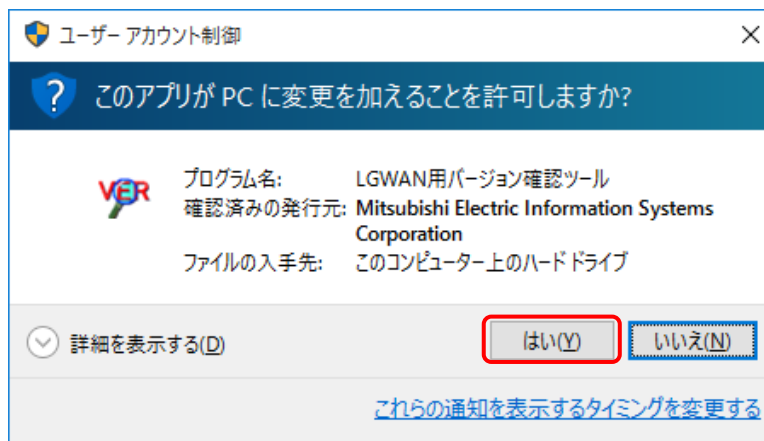 ユーザー アカウント制御
このアプリが PC に変更を加えることを許可しますか?
VER
プログラム名: LGWAN用バージョン確認ツール
確認済みの発行元: Mitsubishi Electric Information Systems
Corporation
ファイルの入手先: このコンピューター上のハード ドライブ
詳細を表示する(D)
はい(Y) いいえ(N)
これらの通知を表示するタイミングを変更する